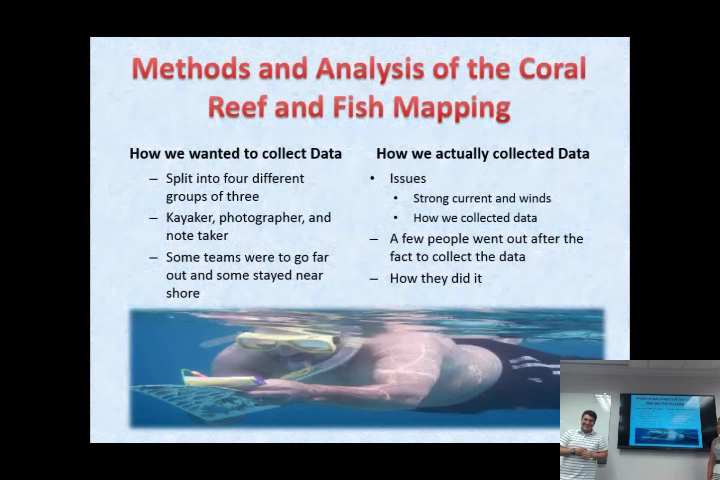 Methods and Analysis of the Coral
Reef and Fish Mapping
How we wanted to collect Data
– Split into four different
groups of three
– Kayaker, photographer, and
note taker
– Some teams were to go far
out and some stayed near
shore
How we actually collected Data
• Issues
• Strong current and winds
• How we collected data
– A few people went out after the
fact to collect the data
– How they did it